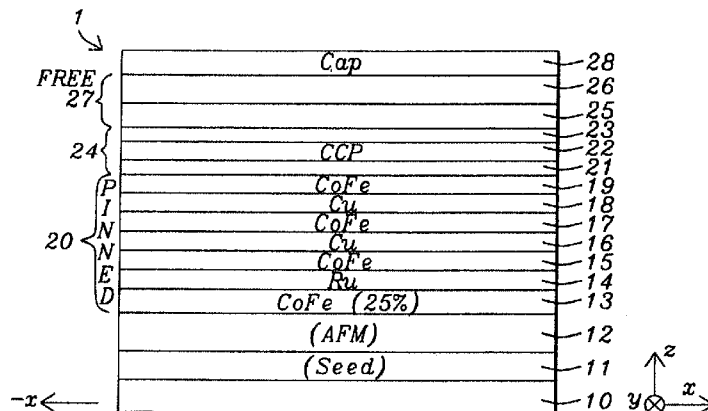 1
Cap 28
FREE 27 26
25
23
24 CCP 22
21
CoFe 19
Cu 18
CoFe 17
20 PINNED Cu 16
CoFe 15
Ru 14
CoFe (25%) 13
(AFM) 12
(Seed) 11
10
-x
z
y x